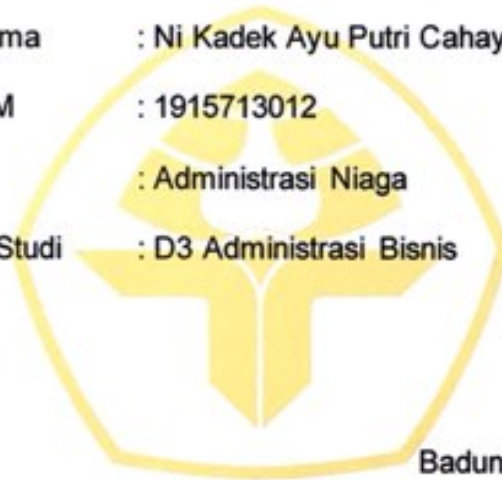 ma : Ni Kadek Ayu Putri Cahay
M : 1915713012
: Administrasi Niaga
Studi : D3 Administrasi Bisnis
Badun